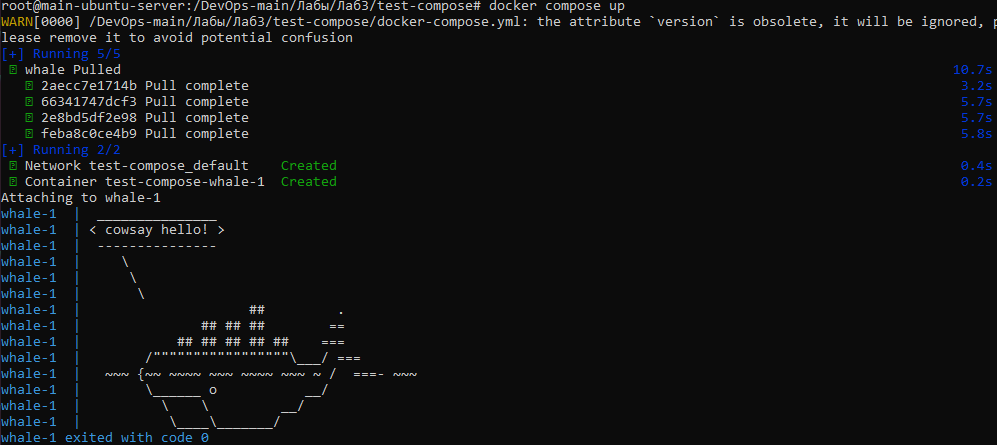 root@main-ubuntu-server:/DevOps-main/Лабы/Лаб3/test-compose# docker compose up
WARN[0000] /DevOps-main/Лабы/Лаб3/test-compose/docker-compose.yml: the attribute `version` is obsolete, it will be ignored, p
lease remove it to avoid potential confusion
[+] Running 5/5
whale Pulled 10.7s
2aecc7e1714b Pull complete 3.2s
66341747dcf3 Pull complete 5.7s
2e8bd5df2e98 Pull complete 5.7s
feba8c0ce4b9 Pull complete 5.8s
[+] Running 2/2
Network test-compose_default    Created 0.4s
Container test-compose-whale-1  Created 0.2s
Attaching to whale-1
whale-1  |  _______________
whale-1  | < cowsay hello! >
whale-1  |  ---------------
whale-1  |     \
whale-1  |      \
whale-1  |       \
whale-1  |                     ##         .
whale-1  |               ## ## ##        ==
whale-1  |            ## ## ## ## ##    ===
whale-1  |        /"""""""""""""""""\___/ ===
whale-1  |   ~~~ {~~ ~~~~ ~~~ ~~~~ ~~~ ~ /  ===- ~~~
whale-1  |        \______ o           __/
whale-1  |          \    \         __/
whale-1  |           \____\_______/
whale-1 exited with code 0